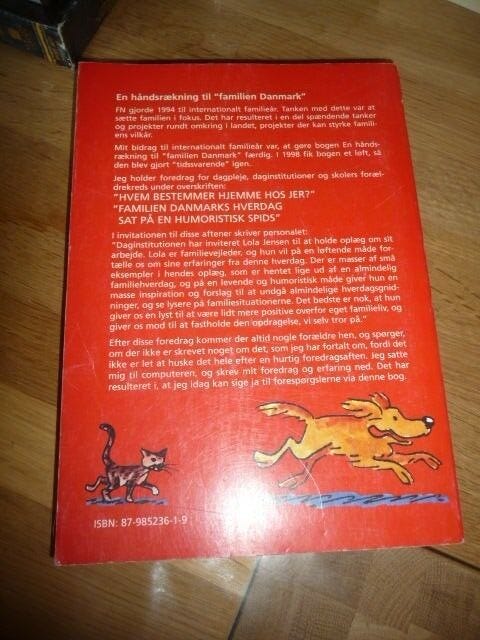 En håndsrækning til "familien Danmark"
FN gjorde 1994 til internationalt familieår. Tanken med dette var at
sætte familien i fokus. Det har resulteret i en del spændende tanker
og projekter rundt omkring i landet, projekter der kan styrke famili-
ens vilkår.
Mit bidrag til internationalt familieår var, at gøre bogen En hånds-
rækning til "familien Danmark" færdig. I 1998 fik bogen et løft, så
den blev gjort "tidssvarende" igen.
Jeg holder foredrag for dagpleje, daginstitutioner og skolers foræl-
drekreds under overskriften:
"HVEM BESTEMMER HJEMME HOS JER?"
"FAMILIEN DANMARKS HVERDAG
SAT PÅ EN HUMORISTISK SPIDS"
I invitationen til disse aftener skriver personalet:
"Daginstitutionen har inviteret Lola Jensen til at holde oplæg om sit
arbejde. Lola er familievejleder, og hun vil på en løftende måde for-
tælle os om sine erfaringer fra denne hverdag. Der er masser af små
eksempler i hendes oplæg, som er hentet lige ud af en almindelig
familiehverdag, og på en levende og humoristisk måde giver hun en
masse inspiration og forslag til at undgå almindelige hverdagsgnid-
ninger, og se lysere på familiesituationerne. Det bedste er nok, at hun
giver os en lyst til at være lidt mere positive overfor eget familieliv, og
giver os mod til at fastholde den opdragelse, vi selv tror på."
Efter disse foredrag kommer der altid nogle forældre hen, og spørger,
om der ikke er skrevet noget om det, som jeg har fortalt om, fordi det
ikke er let at huske det hele efter en hurtig foredragsaften. Jeg satte
mig til computeren, og skrev mit foredrag og erfaring ned. Det har
resulteret i, at jeg idag kan sige ja til forespørgslerne via denne bog.
ISBN: 87-985236-1-9